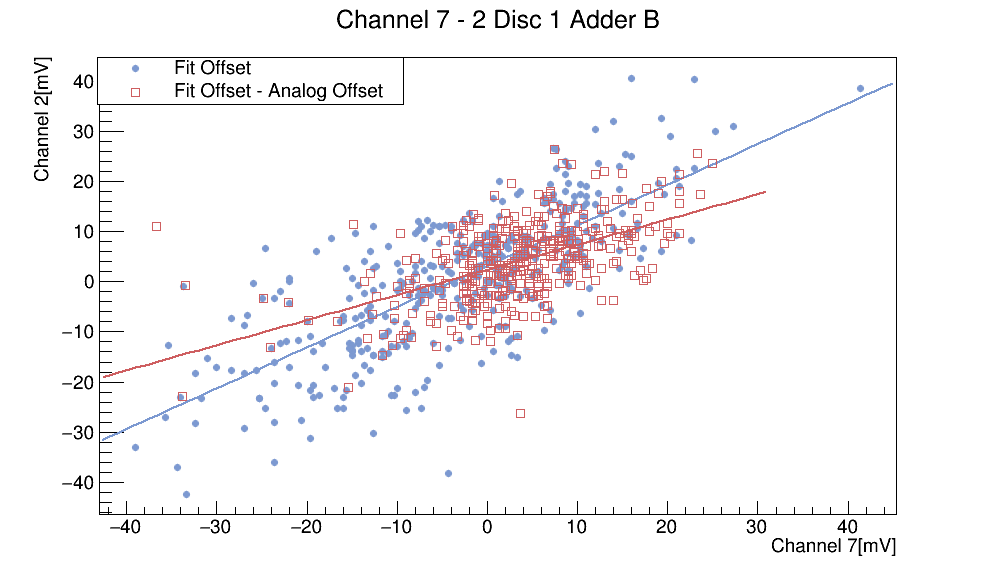 Channel 7 - 2 Disc 1 Adder B
Channel 2[mV]
Fit Offset
Fit Offset - Analog Offset
40
30
20
10
0
−10
−20
−30
−40
−40 −30 −20 −10 0 10 20 30 40
Channel 7[mV]